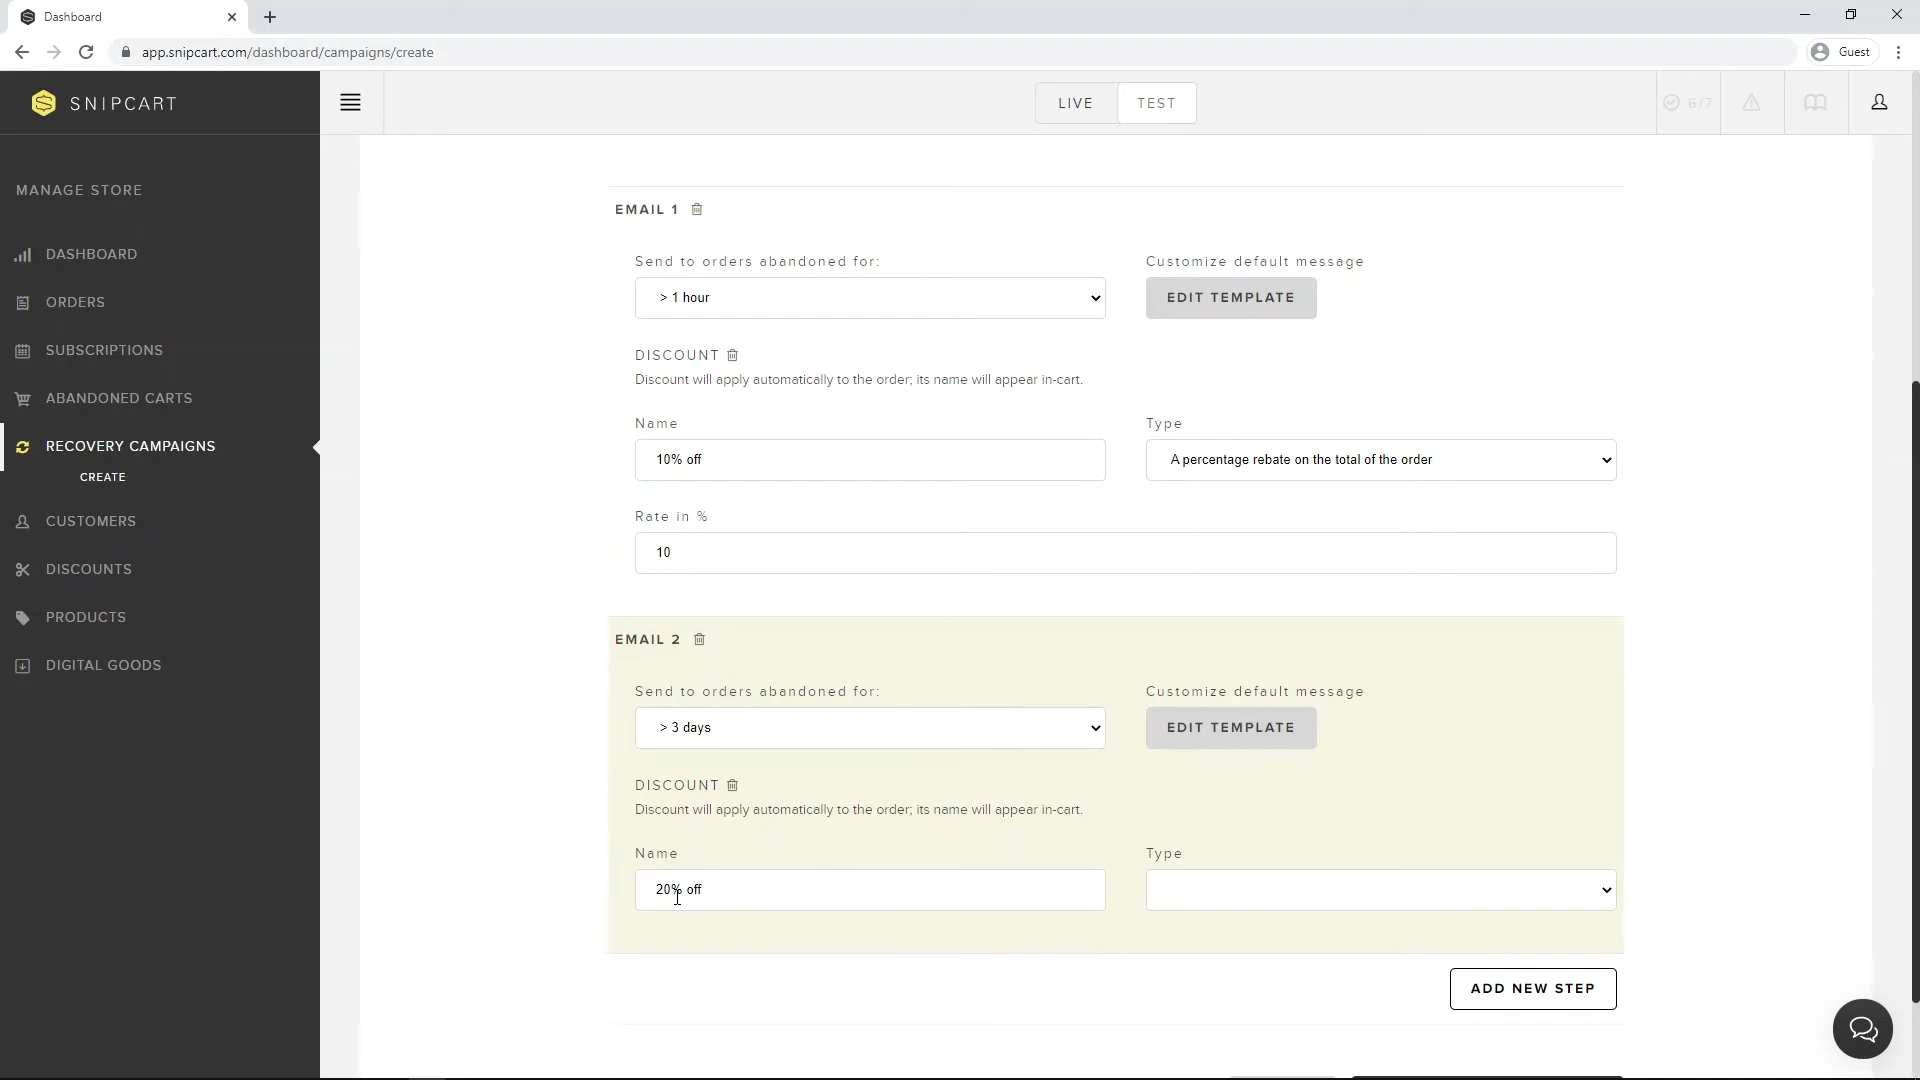 Dashboard
app.snipcart.com/dashboard/campaigns/create
Guest
SNIPCART
LIVE
TEST
6/7
MANAGE STORE
DASHBOARD
ORDERS
SUBSCRIPTIONS
ABANDONED CARTS
RECOVERY CAMPAIGNS
CREATE
CUSTOMERS
DISCOUNTS
PRODUCTS
DIGITAL GOODS
EMAIL 1
Send to orders abandoned for:
Customize default message
> 1 hour
EDIT TEMPLATE
DISCOUNT
Discount will apply automatically to the order; its name will appear in-cart.
Name
Type
10% off
A percentage rebate on the total of the order
Rate in %
10
EMAIL 2
Send to orders abandoned for:
Customize default message
> 3 days
EDIT TEMPLATE
DISCOUNT
Discount will apply automatically to the order; its name will appear in-cart.
Name
Type
20% off
ADD NEW STEP